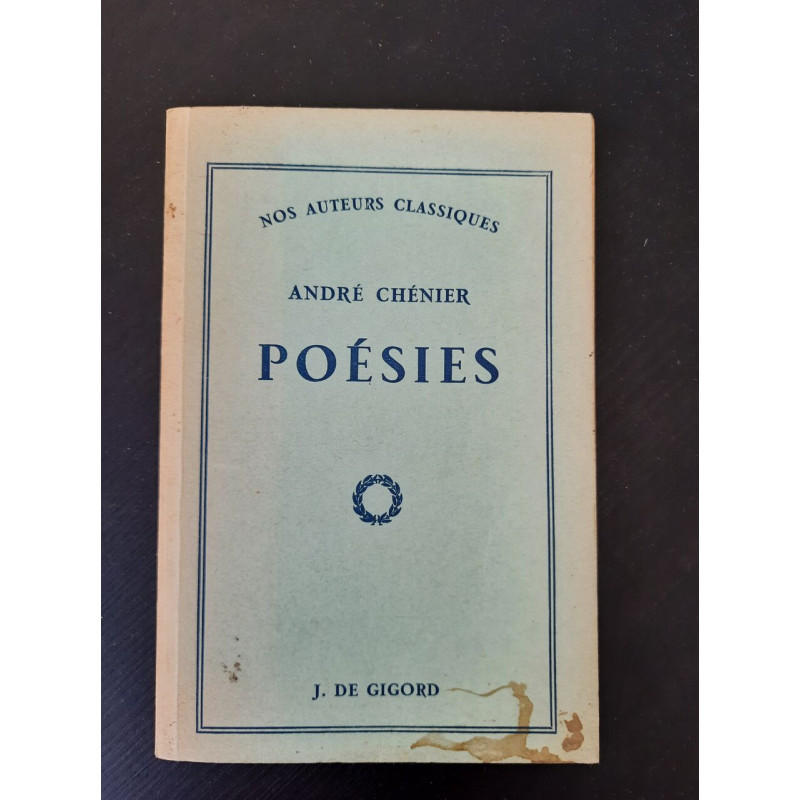 NOS AUTEURS CLASSIQUES
ANDRÉ CHÉNIER
POÉSIES
J. DE GIGORD